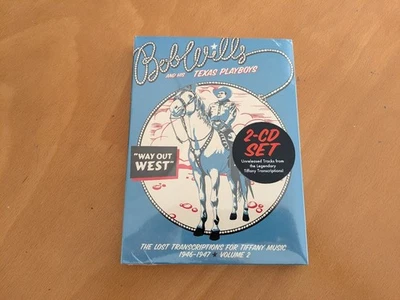 Bob Wills
AND HIS TEXAS PLAYBOYS
2-CD
SET
Unreleased Tracks from
the Legendary
Tiffany Transcriptions!
"WAY OUT
WEST"
THE LOST TRANSCRIPTIONS FOR TIFFANY MUSIC
1946-1947 VOLUME 2